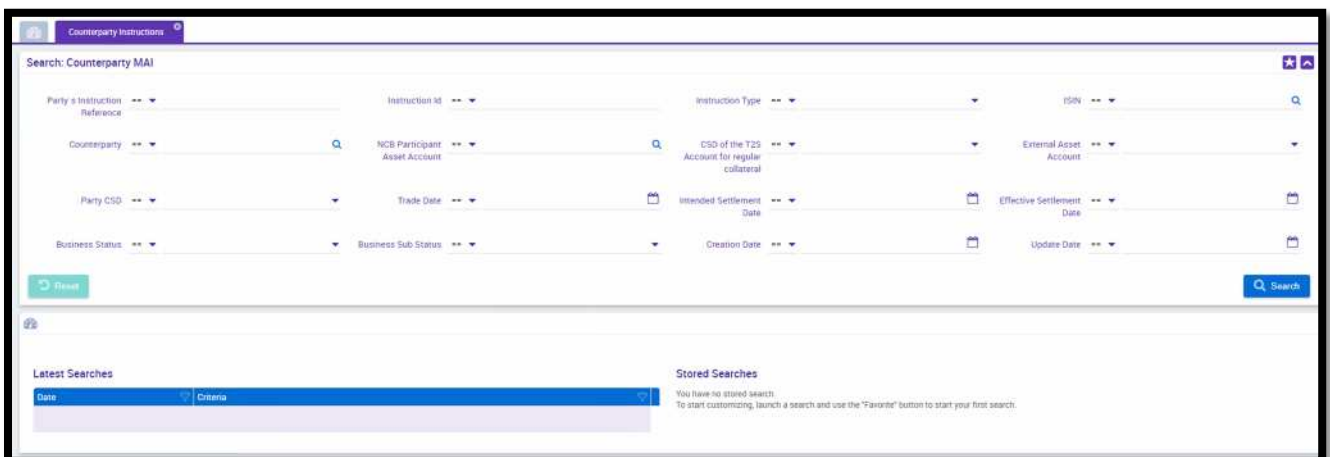 Counterparty Instructions
Search: Counterparty MAI
Party s Instruction Reference == Instruction Id == Instruction Type == ISIN ==
Counterparty == NCB Participant Asset Account == CSD of the T2S Account for regular collateral == External Asset Account ==
Party CSD == Trade Date == Intended Settlement Date == Effective Settlement Date ==
Business Status == Business Sub Status == Creation Date == Update Date ==
Reset Search
Latest Searches
Date Criteria
Stored Searches
You have no stored search.
To start customizing, launch a search and use the "Favorite" button to start your first search.